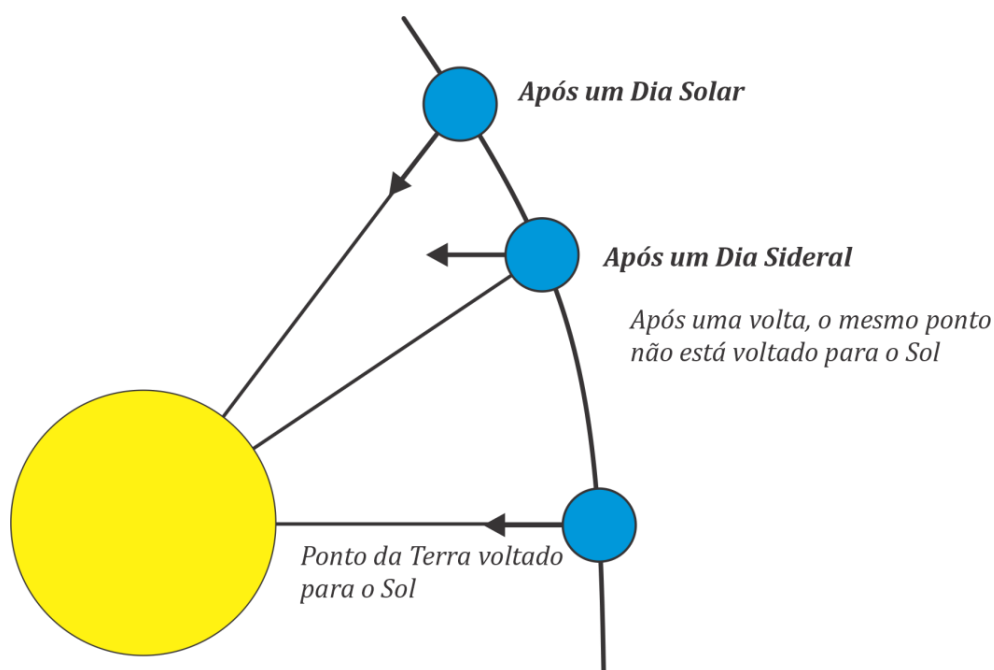 Após um Dia Solar
Após um Dia Sideral
Após uma volta, o mesmo ponto
não está voltado para o Sol
Ponto da Terra voltado
para o Sol